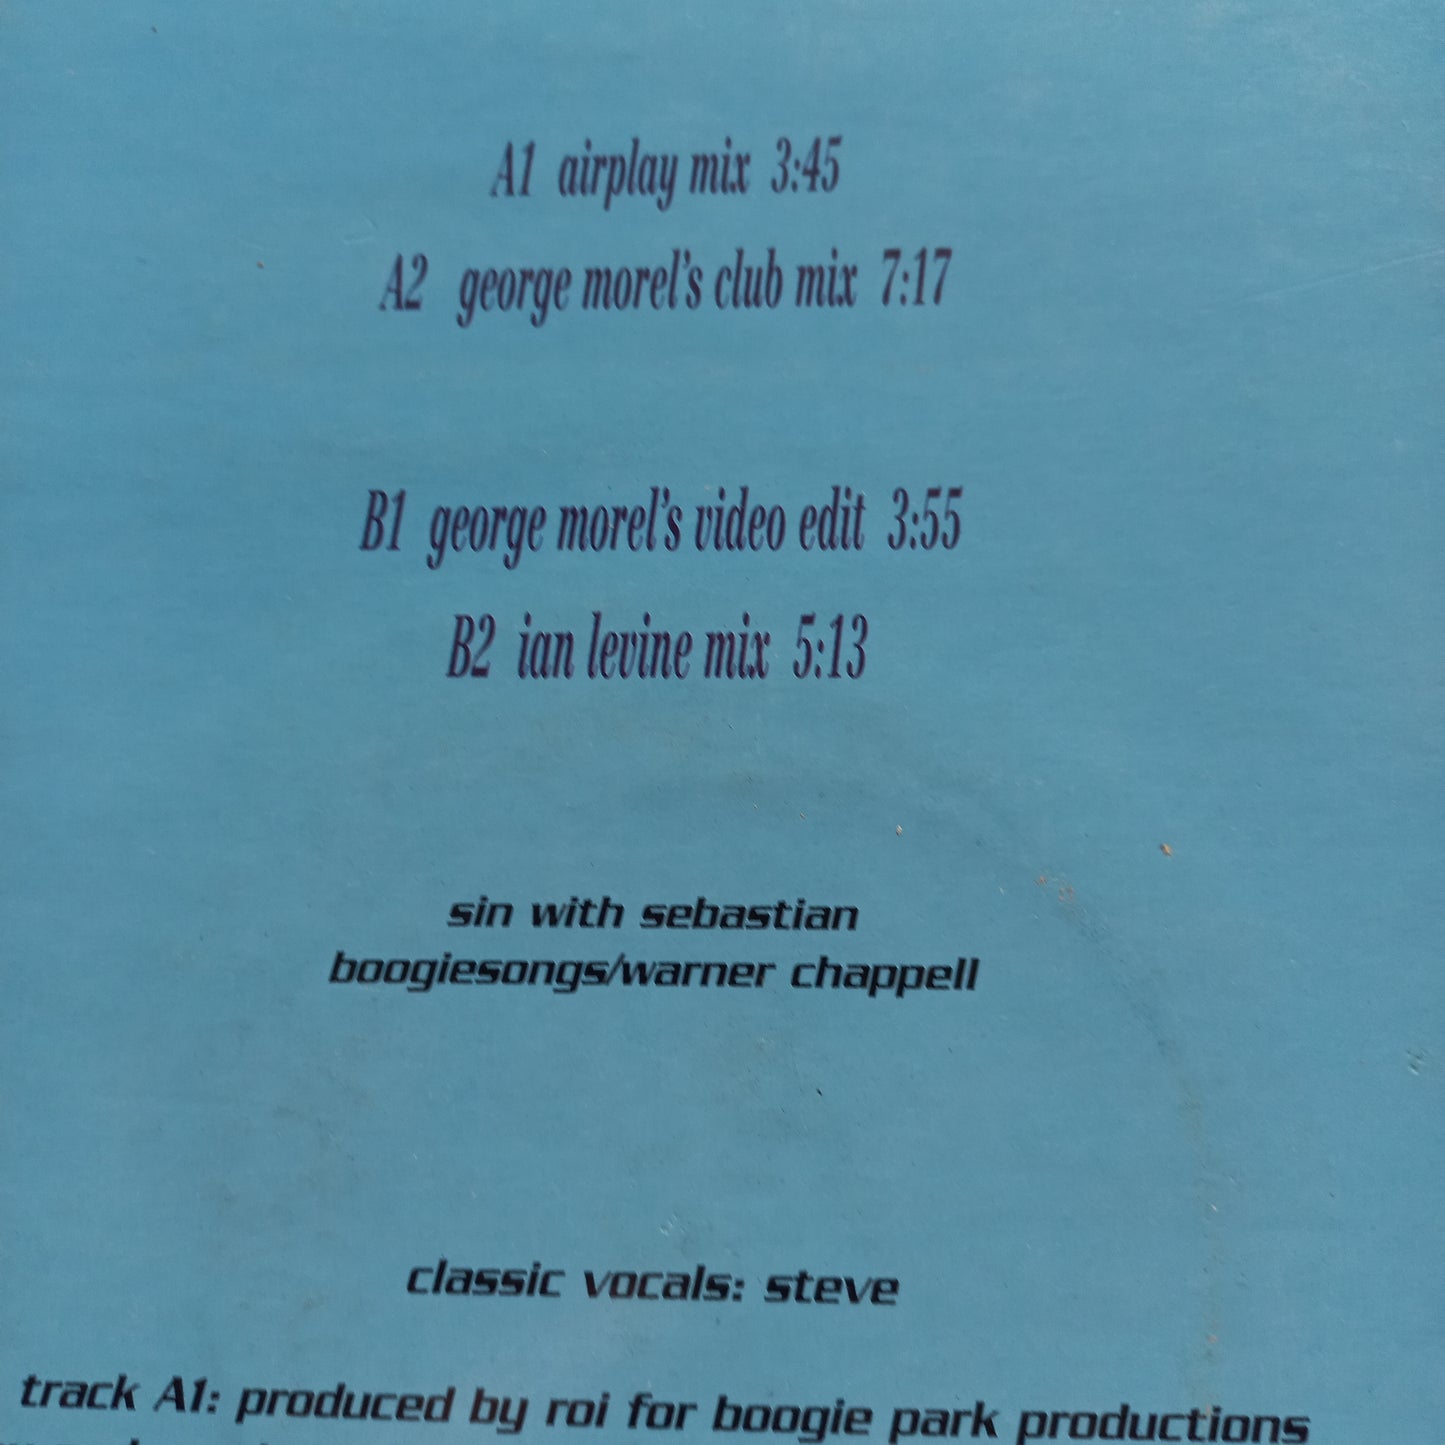 A1 airplay mix 3:45
A2 george morel's club mix 7:17
B1 george morel's video edit 3:55
B2 ian levine mix 5:13
sin with sebastian
boogiesongs/warner chappell
classic vocals: steve
track A1: produced by roi for boogie park productions